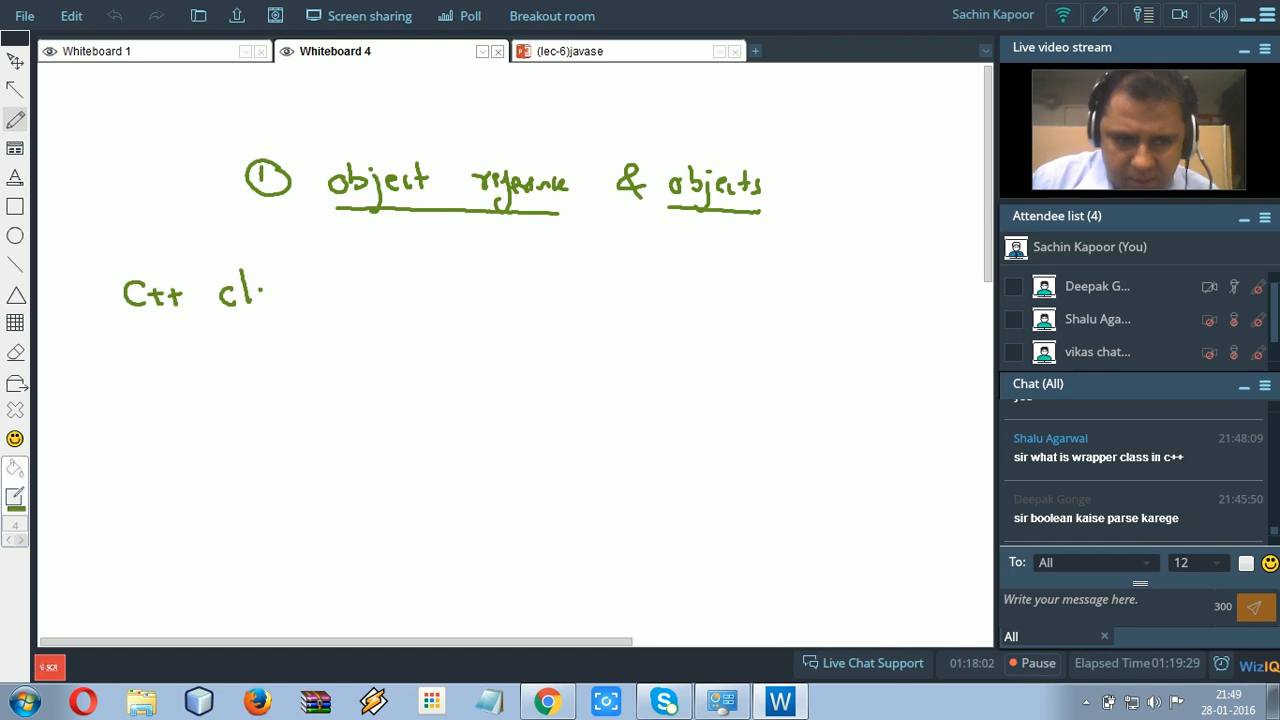 File Edit Screen sharing Poll Breakout room Sachin Kapoor
Whiteboard 1 Whiteboard 4 (lec-6)javase
Live video stream
① object reference & objects
C++ cl
Attendee list (4)
Sachin Kapoor (You)
Deepak G...
Shalu Aga...
vikas chat...
Chat (All)
Shalu Agarwal 21:48:09
sir what is wrapper class in c++
Deepak Gonge 21:45:50
sir boolean kaise parse karege
To: All 12
Write your message here. 300
All
4
Live Chat Support 01:18:02 Pause Elapsed Time 01:19:29 WizIQ
21:49
28-01-2016